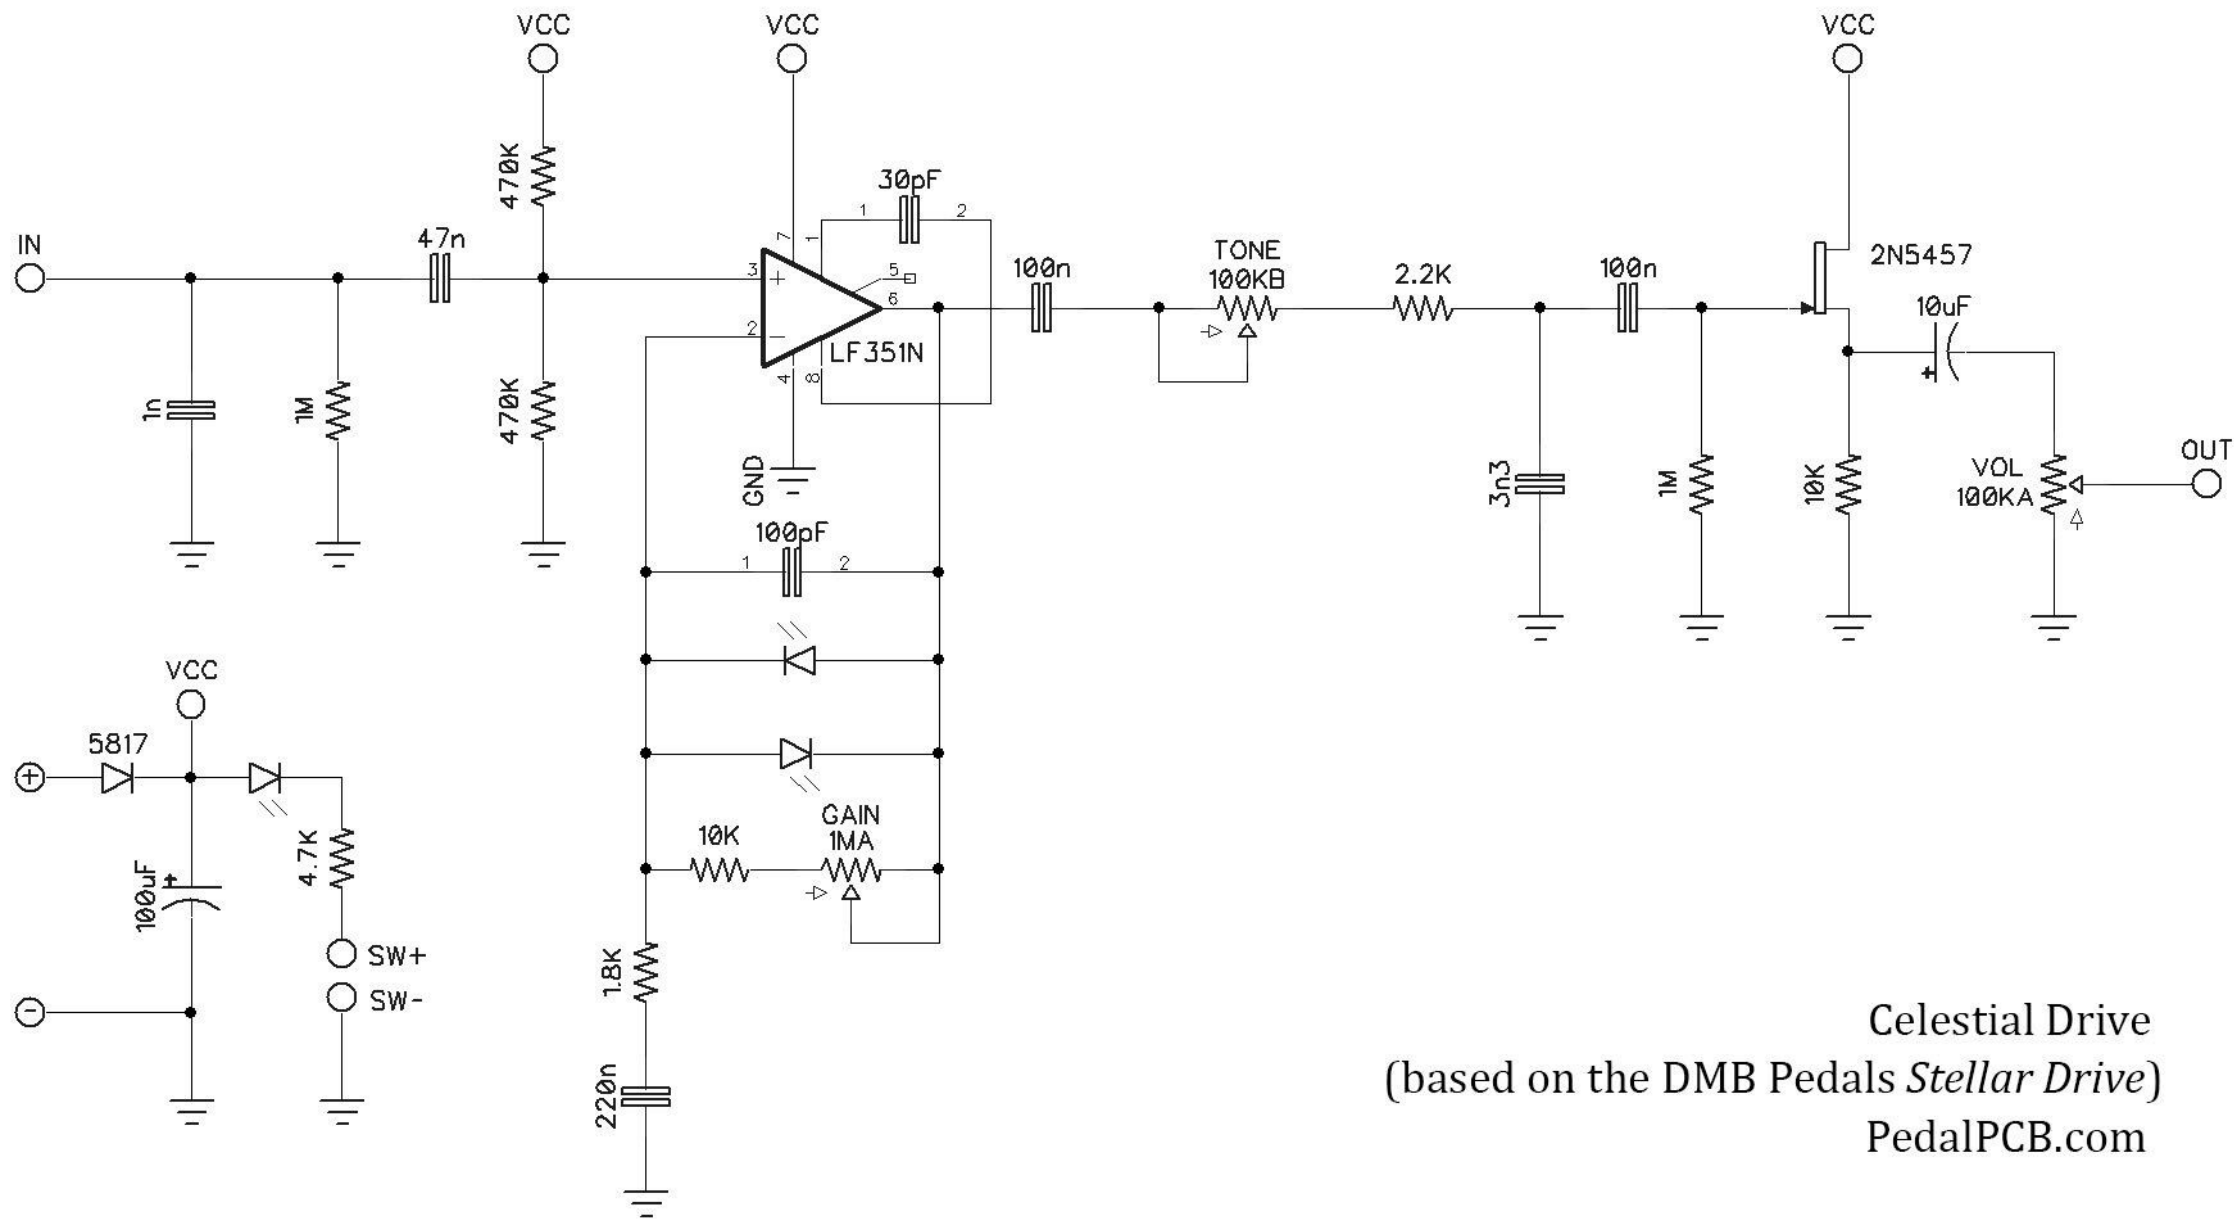 VCC
VCC
VCC
470K
30pF
1
2
47n
IN
7
1
3
+
5
6
2
-
LF351N
4
8
100n
TONE
100KB
2.2K
100n
2N5457
10uF
+
1n
1M
470K
GND
3n3
1M
10K
VOL
100KA
OUT
100pF
1
2
VCC
5817
+
100uF
+
4.7K
SW+
SW-
-
10K
GAIN
1MA
1.8K
220n
Celestial Drive
(based on the DMB Pedals Stellar Drive)
PedalPCB.com